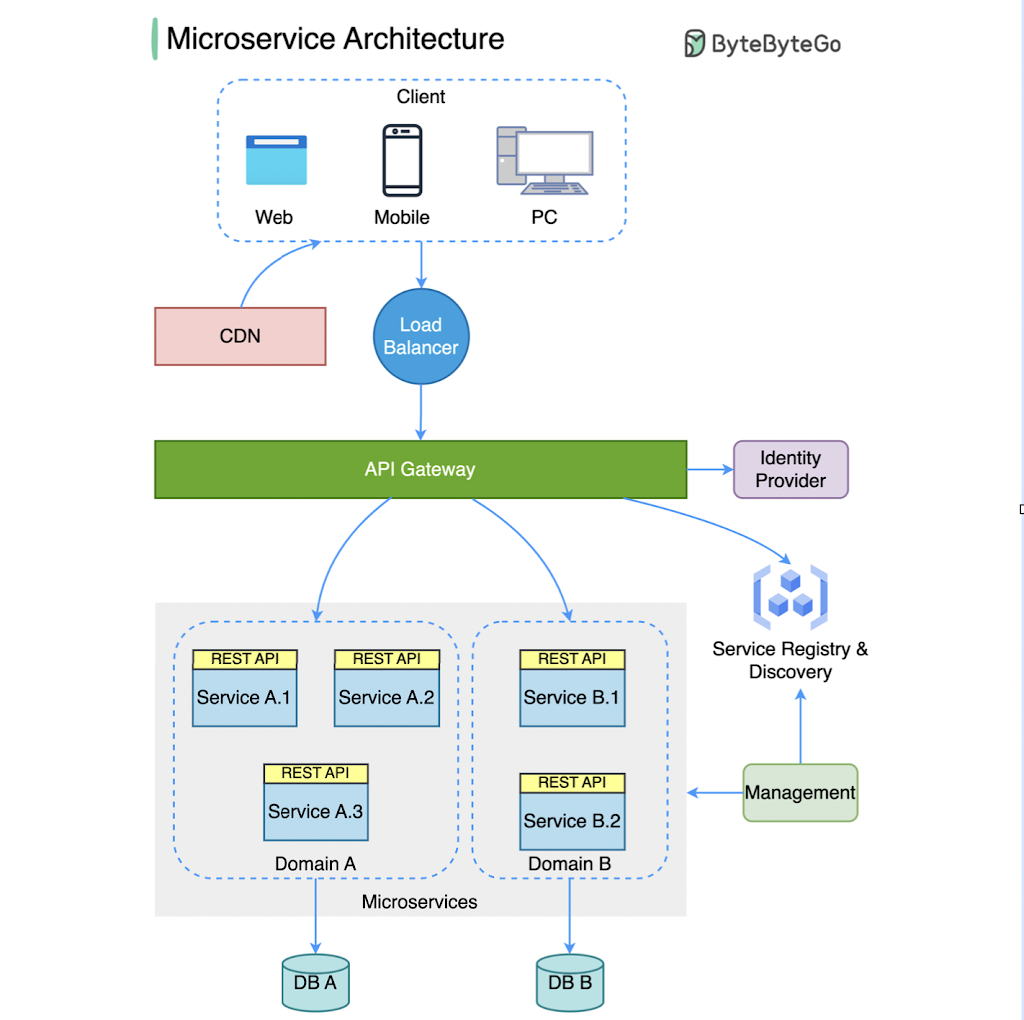 Microservice Architecture
ByteByteGo
Client
Web
Mobile
PC
CDN
Load
Balancer
API Gateway
Identity
Provider
Service Registry &
Discovery
REST API
Service A.1
REST API
Service A.2
REST API
Service B.1
REST API
Service A.3
REST API
Service B.2
Management
Domain A
Domain B
Microservices
DB A
DB B